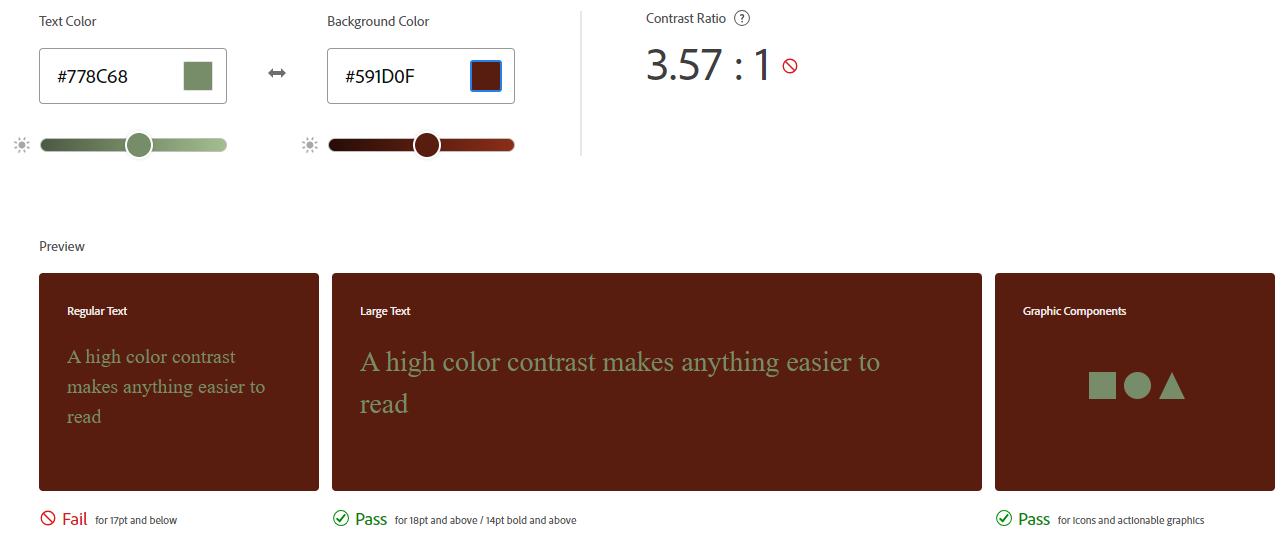 Text Color
Background Color
Contrast Ratio ?
#778C68
#591D0F
3.57 : 1
Preview
Regular Text
A high color contrast
makes anything easier to
read
Large Text
A high color contrast makes anything easier to
read
Graphic Components
Fail for 17pt and below
Pass for 18pt and above / 14pt bold and above
Pass for icons and actionable graphics